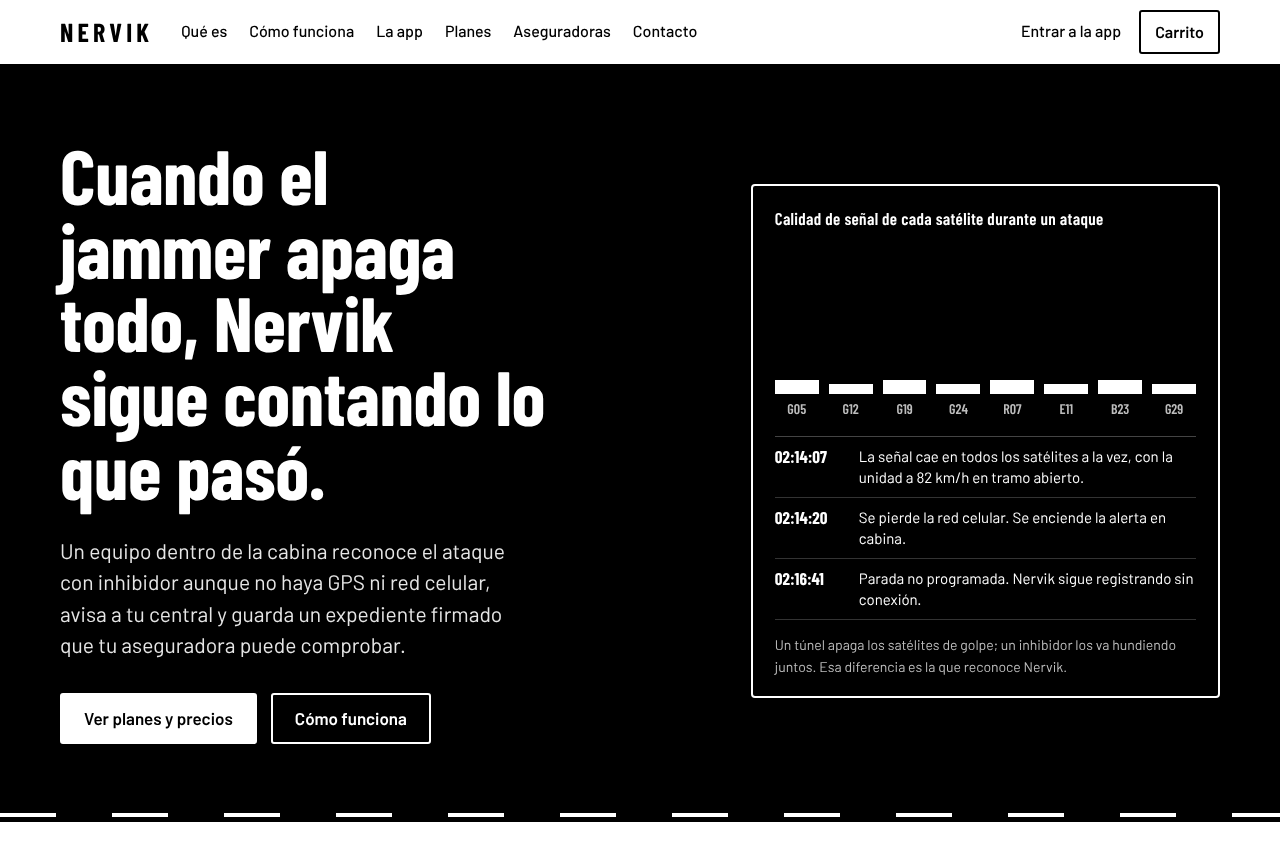 NERVIK
Qué es
Cómo funciona
La app
Planes
Aseguradoras
Contacto
Entrar a la app
Carrito
Cuando el
jammer apaga
todo, Nervik
sigue contando lo
que pasó.
Un equipo dentro de la cabina reconoce el ataque
con inhibidor aunque no haya GPS ni red celular,
avisa a tu central y guarda un expediente firmado
que tu aseguradora puede comprobar.
Ver planes y precios
Cómo funciona
Calidad de señal de cada satélite durante un ataque
G05
G12
G19
G24
R07
E11
B23
G29
02:14:07
La señal cae en todos los satélites a la vez, con la
unidad a 82 km/h en tramo abierto.
02:14:20
Se pierde la red celular. Se enciende la alerta en
cabina.
02:16:41
Parada no programada. Nervik sigue registrando sin
conexión.
Un túnel apaga los satélites de golpe; un inhibidor los va hundiendo
juntos. Esa diferencia es la que reconoce Nervik.